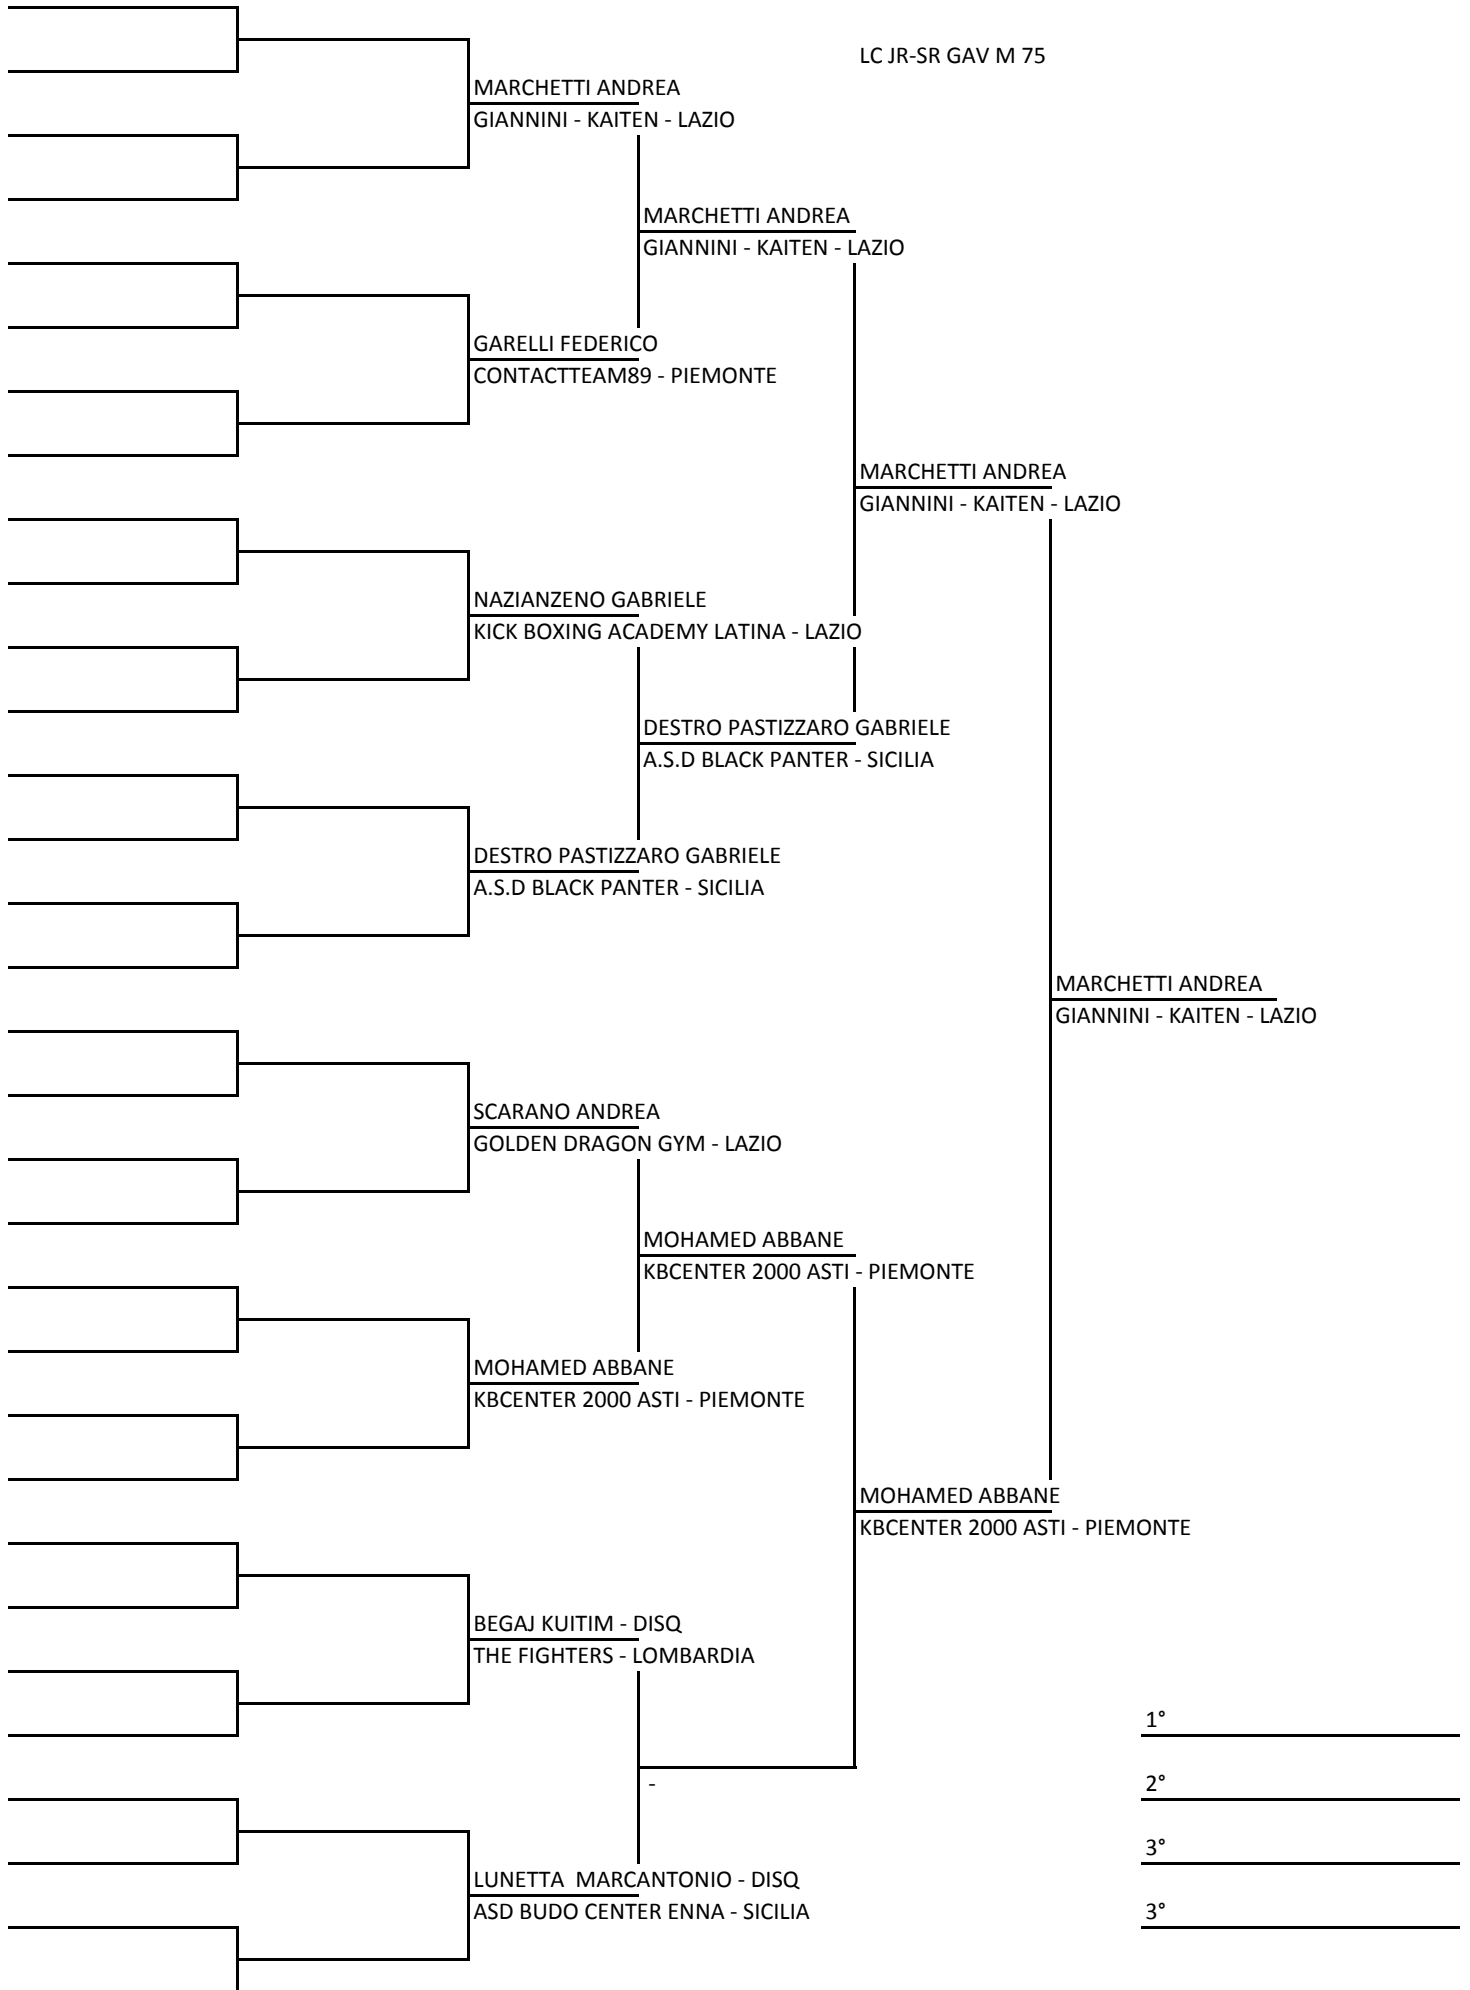 LC JR-SR GAV M 75
MARCHETTI ANDREA
GIANNINI - KAITEN - LAZIO
MARCHETTI ANDREA
GIANNINI - KAITEN - LAZIO
GARELLI FEDERICO
CONTACTTEAM89 - PIEMONTE
MARCHETTI ANDREA
GIANNINI - KAITEN - LAZIO
NAZIANZENO GABRIELE
KICK BOXING ACADEMY LATINA - LAZIO
DESTRO PASTIZZARO GABRIELE
A.S.D BLACK PANTER - SICILIA
DESTRO PASTIZZARO GABRIELE
A.S.D BLACK PANTER - SICILIA
MARCHETTI ANDREA
GIANNINI - KAITEN - LAZIO
SCARANO ANDREA
GOLDEN DRAGON GYM - LAZIO
MOHAMED ABBANE
KBCENTER 2000 ASTI - PIEMONTE
MOHAMED ABBANE
KBCENTER 2000 ASTI - PIEMONTE
MOHAMED ABBANE
KBCENTER 2000 ASTI - PIEMONTE
BEGAJ KUITIM - DISQ
THE FIGHTERS - LOMBARDIA
1°
2°
-
3°
LUNETTA  MARCANTONIO - DISQ
ASD BUDO CENTER ENNA - SICILIA
3°